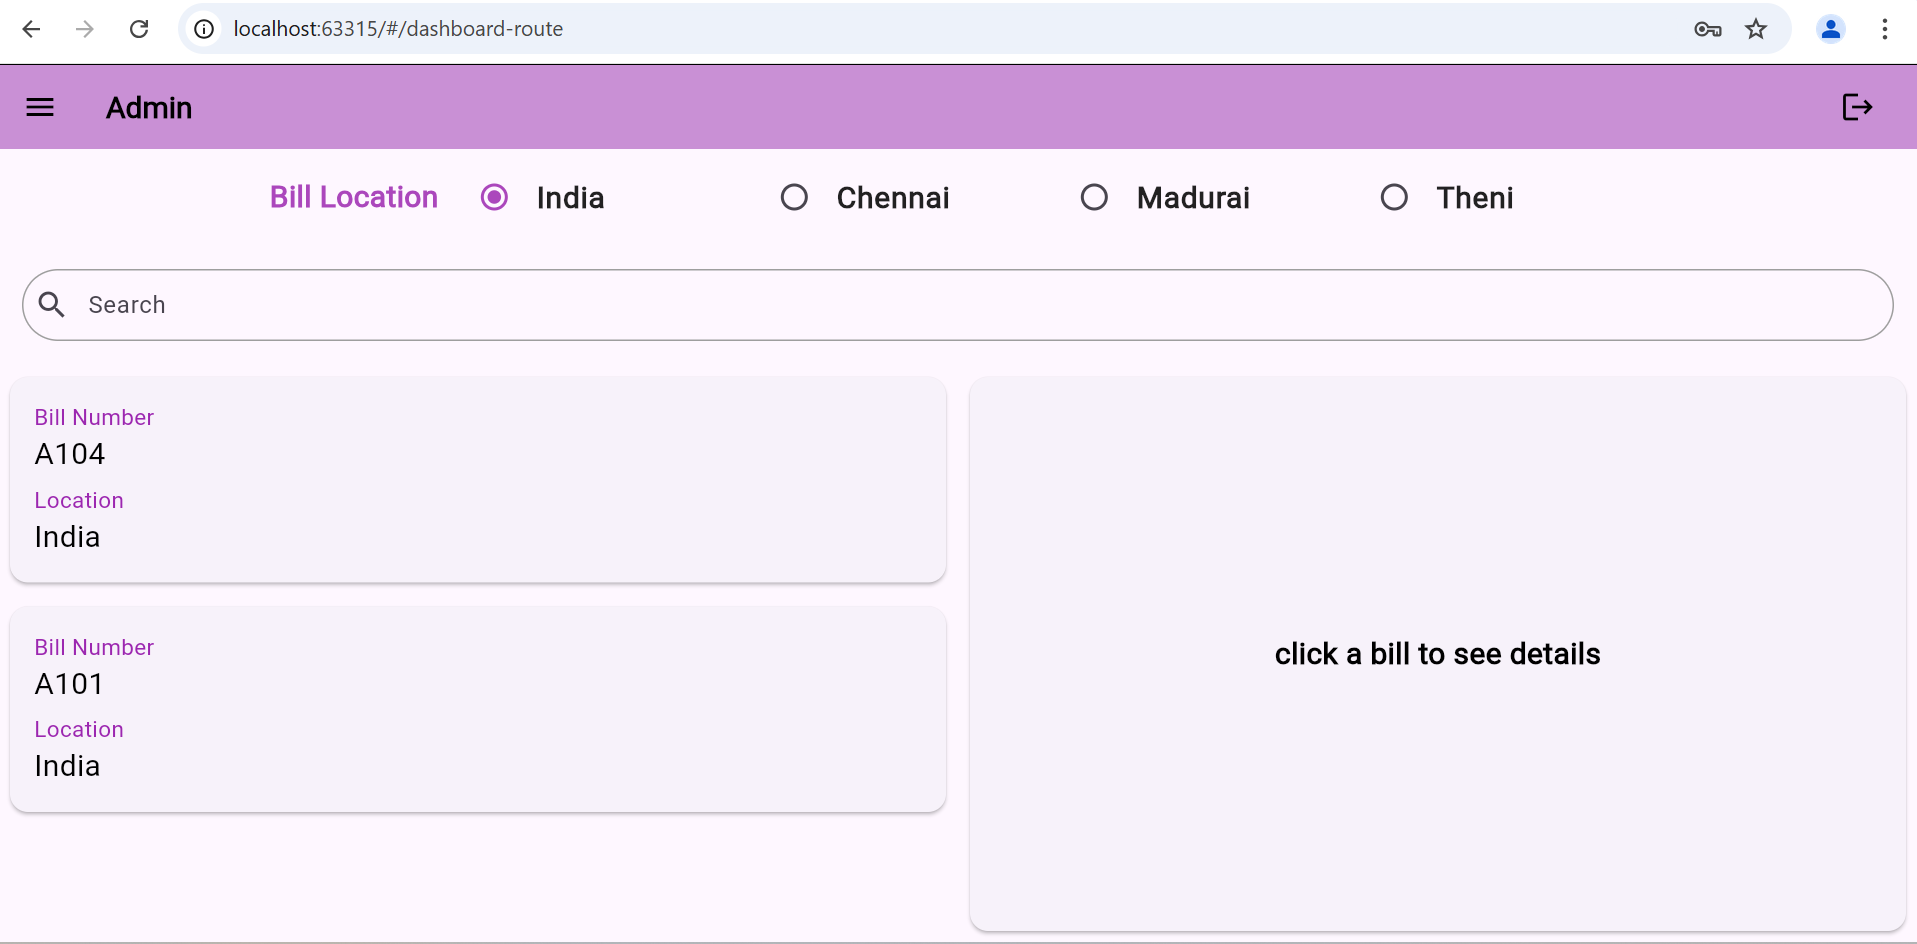 localhost:63315/#/dashboard-route
Admin
Bill Location India Chennai Madurai Theni
Search
Bill Number
A104
Location
India
Bill Number
A101
Location
India
click a bill to see details